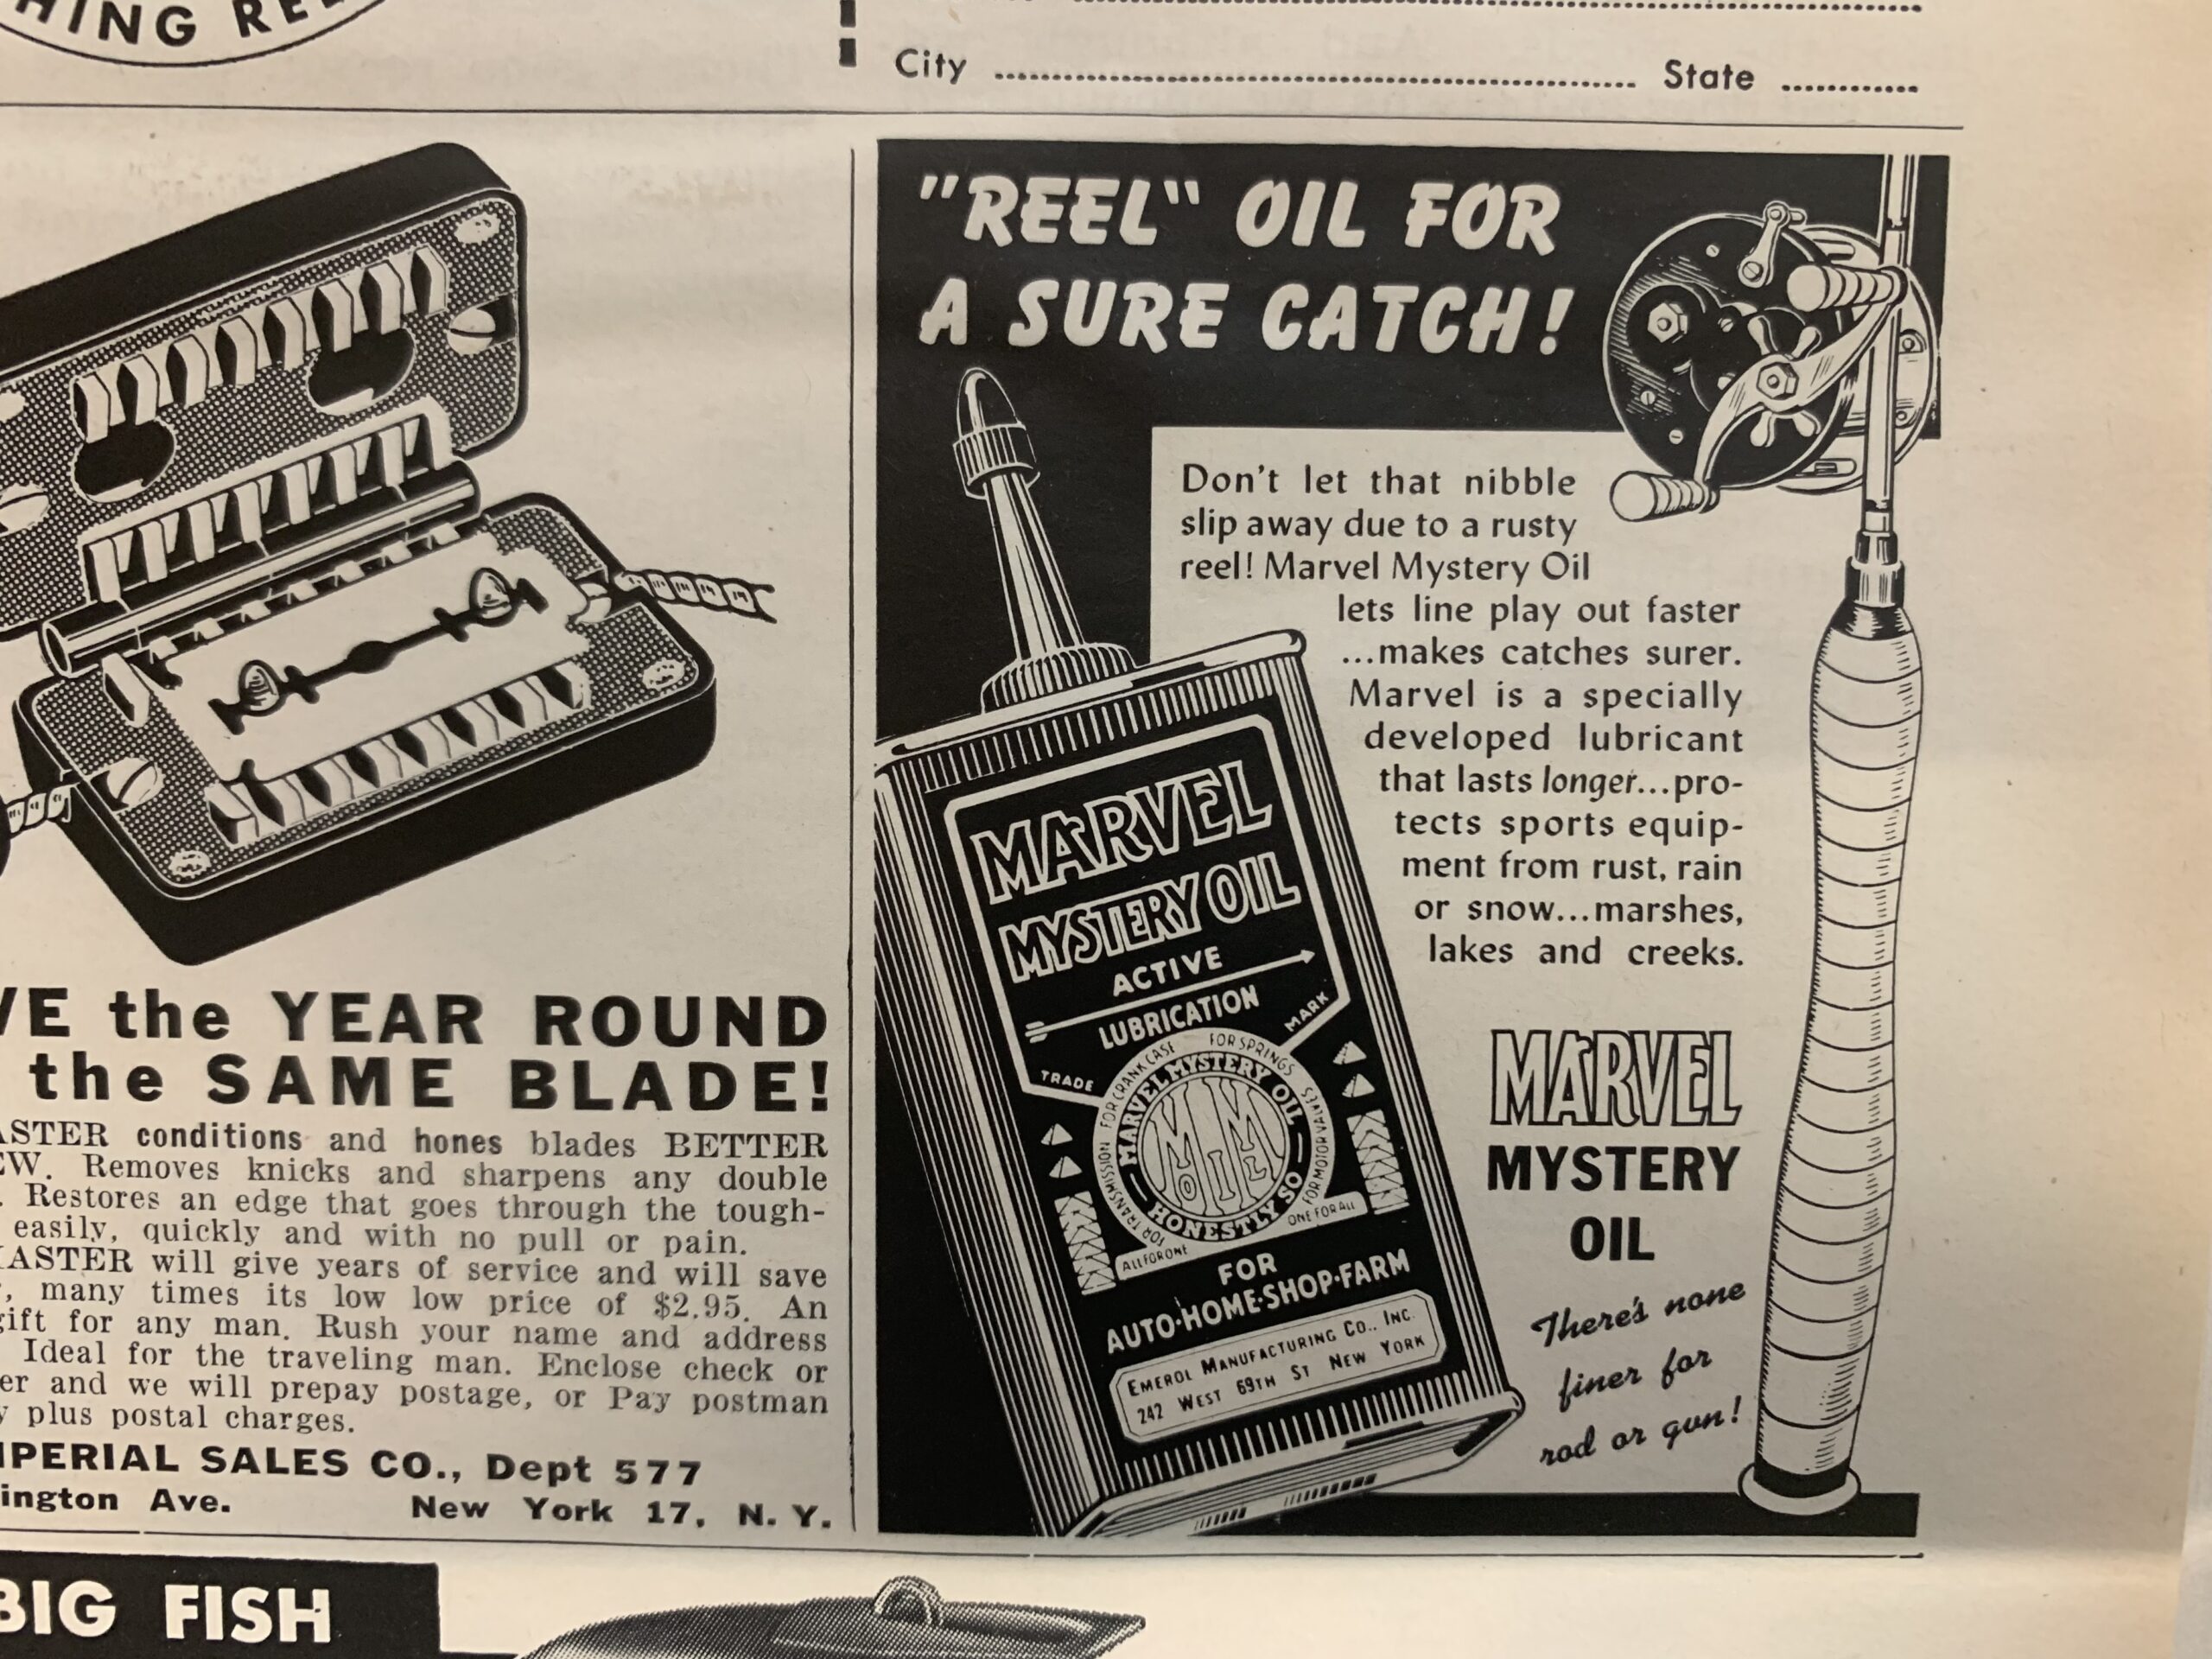 HING RE
City ........ State ........
"REEL" OIL FOR
A SURE CATCH!
Don't let that nibble
slip away due to a rusty
reel! Marvel Mystery Oil
lets line play out faster
...makes catches surer.
Marvel is a specially
developed lubricant
that lasts longer...pro-
tects sports equip-
ment from rust, rain
or snow...marshes,
lakes and creeks.
MARVEL
MYSTERY
OIL
There's none
finer for
rod or gun!
MARVEL
MYSTERY OIL
ACTIVE
LUBRICATION
TRADE MARK
FOR TRANSMISSION FOR CRANKCASE FOR SPRINGS FOR MOTOR VALVES
MARVEL MYSTERY OIL
HONESTLY SO
ALL FOR ONE
ONE FOR ALL
FOR
AUTO·HOME·SHOP·FARM
EMEROL MANUFACTURING CO., INC.
242 WEST 69TH ST NEW YORK
VE the YEAR ROUND
the SAME BLADE!
ASTER conditions and hones blades BETTER
EW. Removes knicks and sharpens any double
. Restores an edge that goes through the tough-
easily, quickly and with no pull or pain.
ASTER will give years of service and will save
, many times its low low price of $2.95. An
gift for any man. Rush your name and address
Ideal for the traveling man. Enclose check or
er and we will prepay postage, or Pay postman
y plus postal charges.
IPERIAL SALES CO., Dept 577
ington Ave. New York 17, N. Y.
BIG FISH